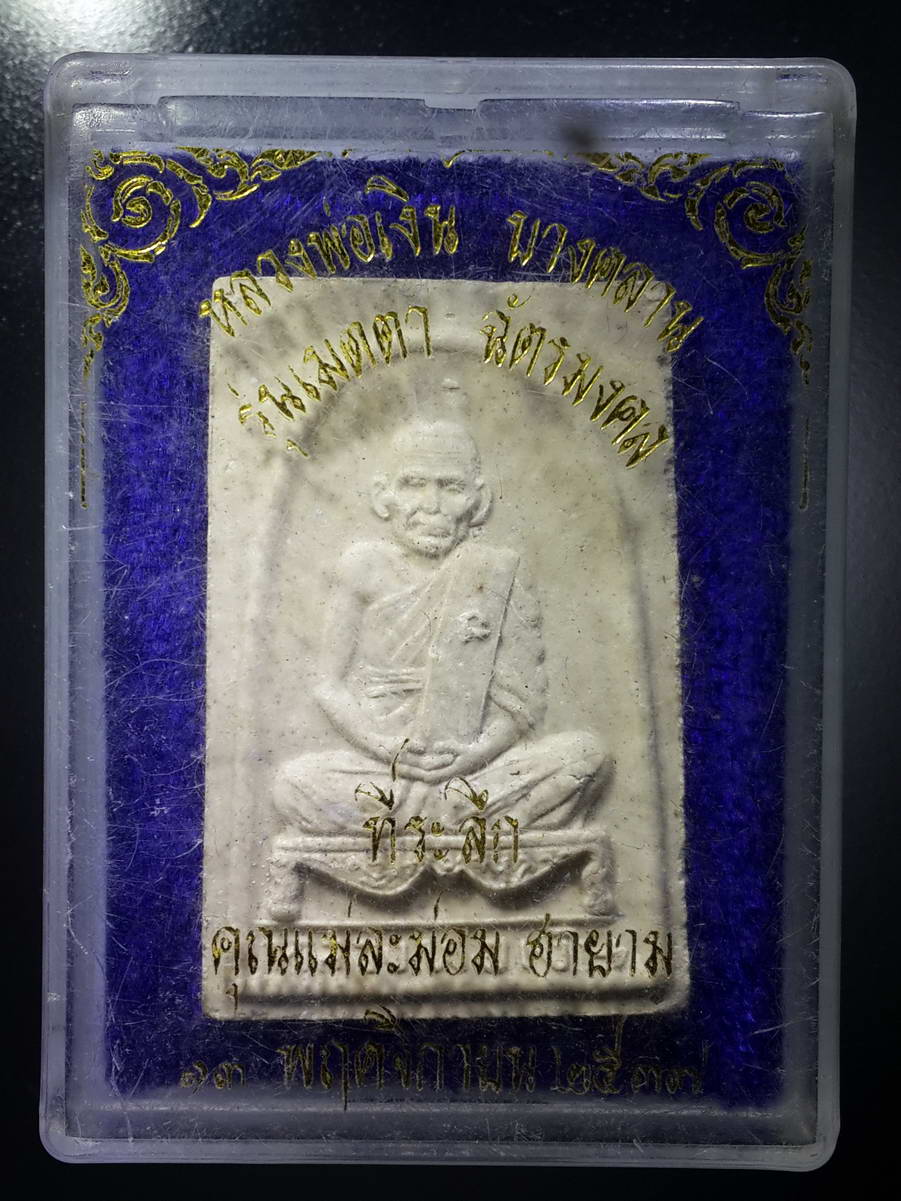 หลวงพ่อเงิน บางคลาน
รุ่นเมตตา ฉัตรมงคล
ที่ระลึก
คุณแม่ละม่อม ฮายาม
๑๓ พฤศจิกายน ๒๕๓๗